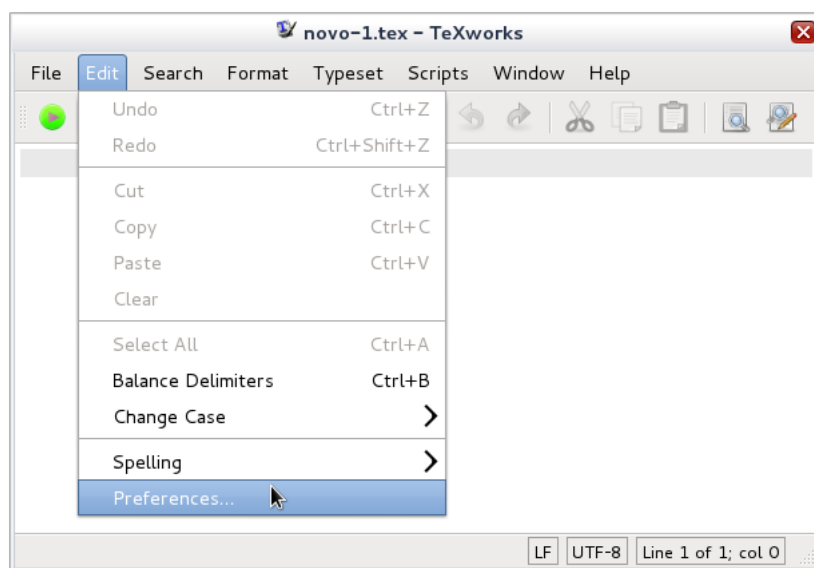 novo-1.tex - TeXworks
File Edit Search Format Typeset Scripts Window Help
Undo Ctrl+Z
Redo Ctrl+Shift+Z
Cut Ctrl+X
Copy Ctrl+C
Paste Ctrl+V
Clear
Select All Ctrl+A
Balance Delimiters Ctrl+B
Change Case
Spelling
Preferences...
LF UTF-8 Line 1 of 1; col 0